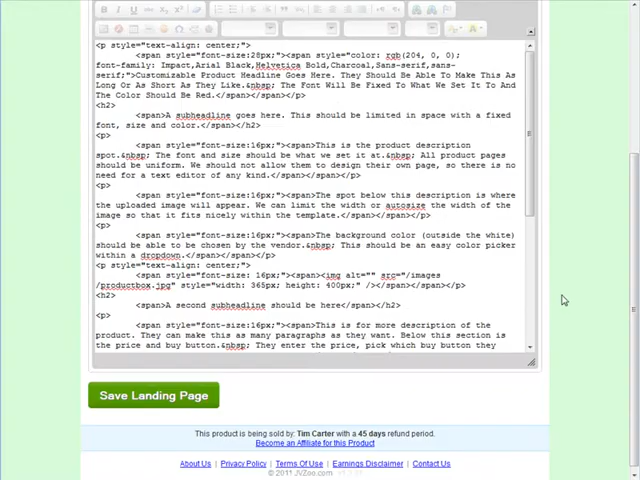 <p style="text-align: center;">
<span style="font-size:28px;"><span style="color: rgb(204, 0, 0);
font-family: Impact,Arial Black,Helvetica Bold,Charcoal,Sans-serif,sans-
serif;">Customizable Product Headline Goes Here. They Should Be Able To Make This As
Long Or As Short As They Like.&nbsp; The Font Will Be Fixed To What We Set It To And
The Color Should Be Red.</span></span></p>
<h2>
<span>A subheadline goes here. This should be limited in space with a fixed
font, size and color.</span></h2>
<p>
<span style="font-size:16px;"><span>This is the product description
spot.&nbsp; The font and size should be what we set it at.&nbsp; All product pages
should be uniform. We should not allow them to design their own page, so there is no
need for a text editor of any kind.</span></span></p>
<p>
<span style="font-size:16px;"><span>The spot below this description is where
the uploaded image will appear. We can limit the width or autosize the width of the
image so that it fits nicely within the template.</span></span></p>
<p>
<span style="font-size:16px;"><span>The background color (outside the white)
should be able to be chosen by the vendor.&nbsp; This should be an easy color picker
within a dropdown.</span></span></p>
<p style="text-align: center;">
<span style="font-size: 16px;"><span><img alt="" src="/images
/productbox.jpg" style="width: 365px; height: 400px;" /></span></span></p>
<h2>
<span>A second subheadline should be here</span></h2>
<p>
<span style="font-size:16px;"><span>This is for more description of the
product. They can make this as many paragraphs as they want. Below this section is
the price and buy button.&nbsp; They enter the price, pick which buy button they
Save Landing Page
This product is being sold by: Tim Carter with a 45 days refund period.
Become an Affiliate for this Product
About Us | Privacy Policy | Terms Of Use | Earnings Disclaimer | Contact Us
© 2011 JVZoo.com